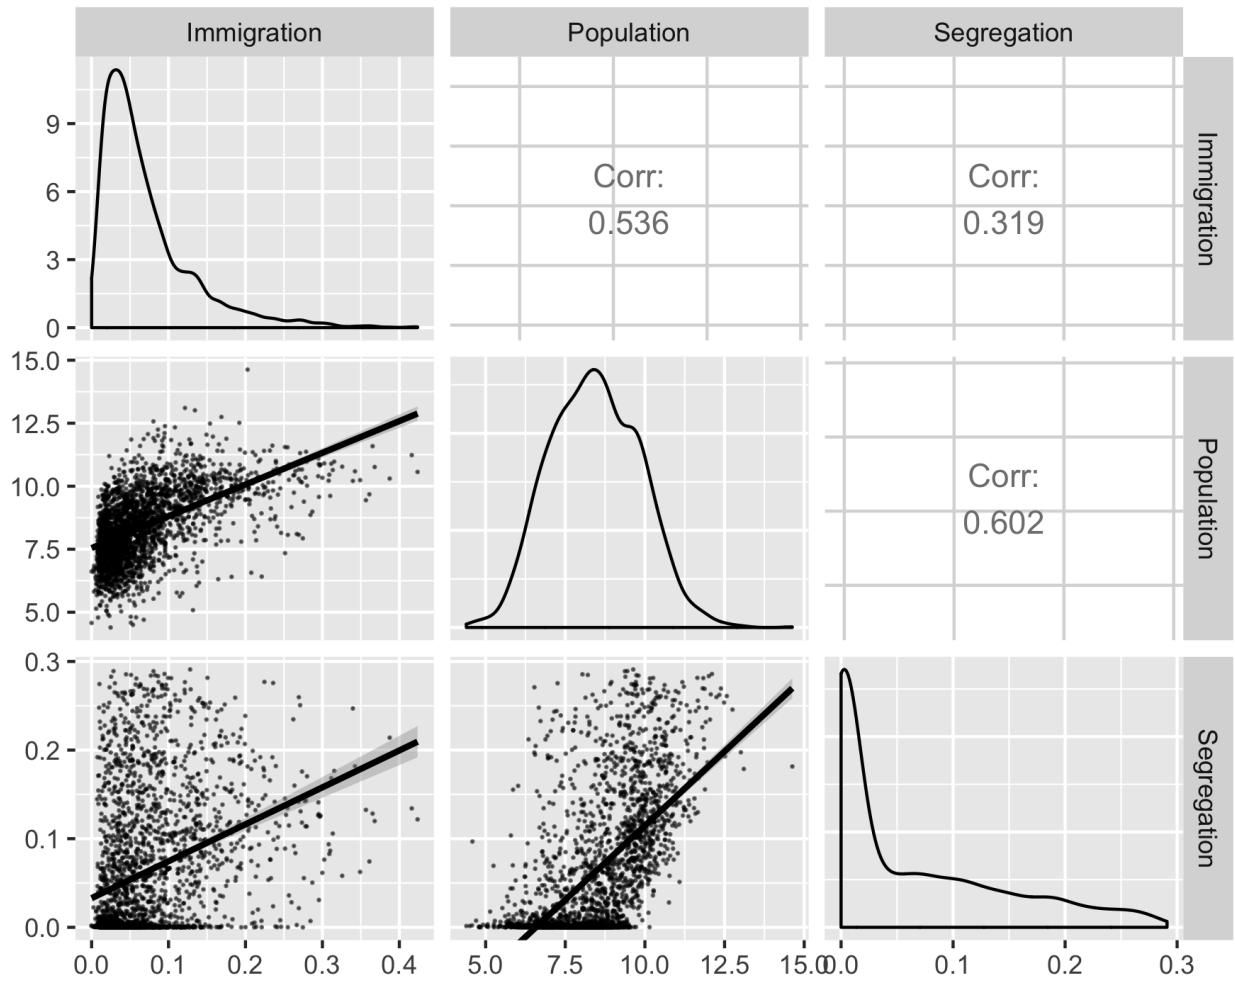 Immigration
Population
Segregation
9
6
3
0
Corr:
0.536
Corr:
0.319
Immigration
15.0
12.5
10.0
7.5
5.0
Corr:
0.602
Population
0.3
0.2
0.1
0.0
Segregation
0.0 0.1 0.2 0.3 0.4
5.0 7.5 10.0 12.5 15.0
0.0 0.1 0.2 0.3